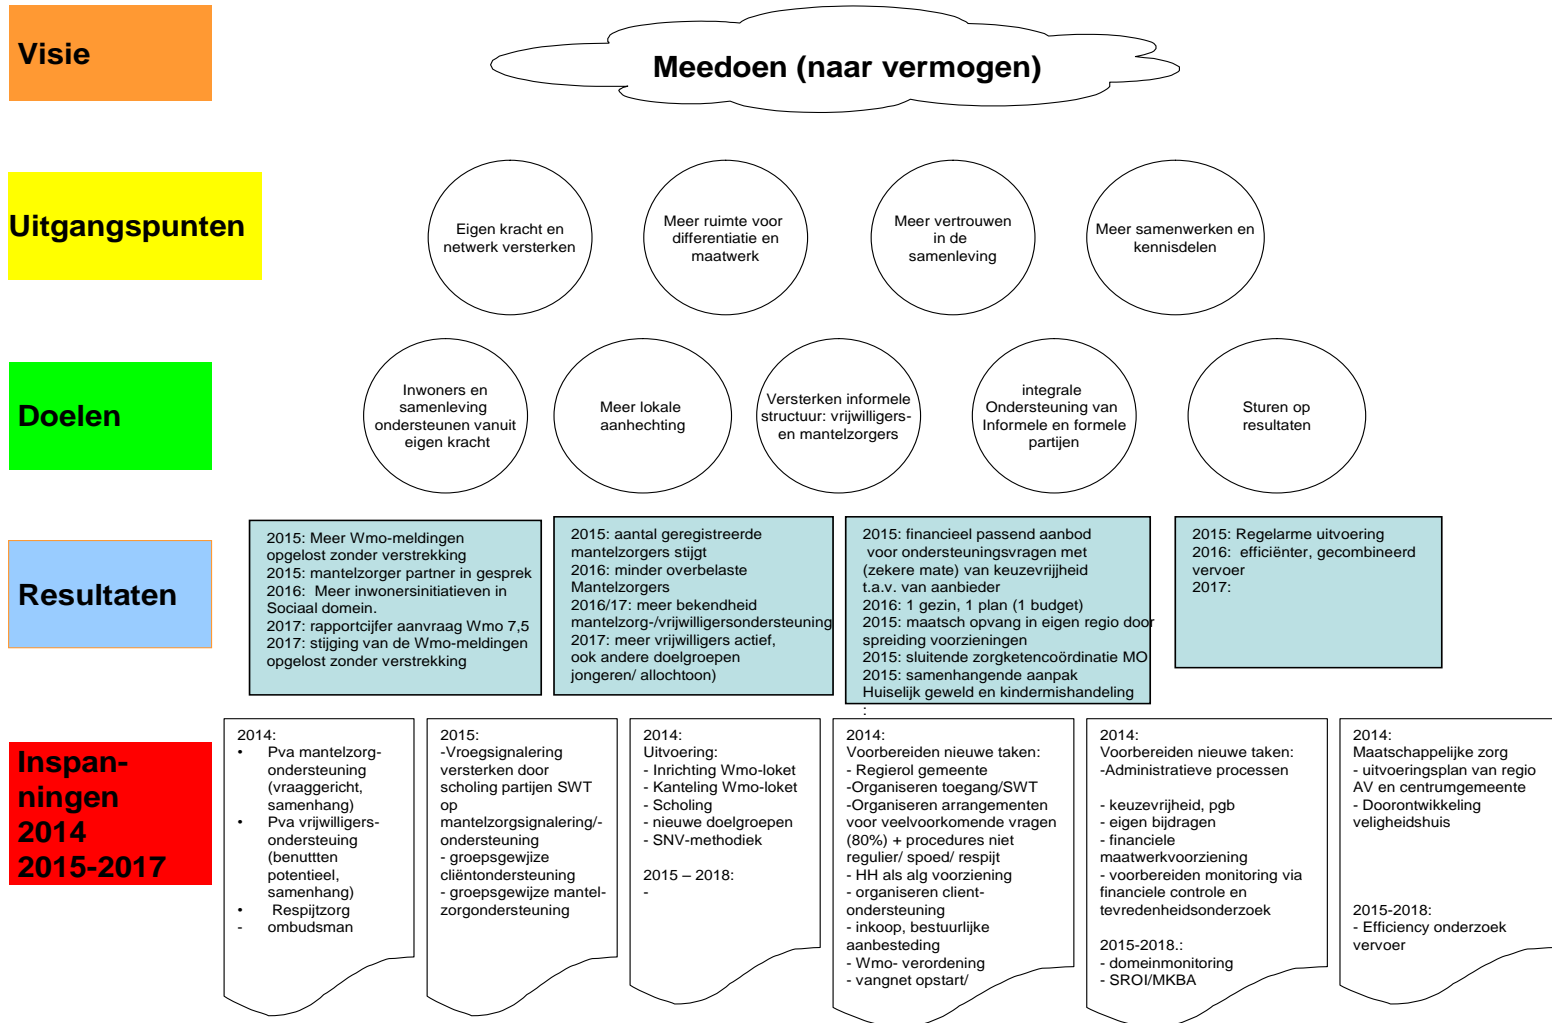 Visie
Meedoen (naar vermogen)
Uitgangspunten
Eigen kracht en
netwerk versterken
Meer ruimte voor
differentiatie en
maatwerk
Meer vertrouwen
in de
samenleving
Meer samenwerken en
kennisdelen
Doelen
Inwoners en
samenleving
ondersteunen vanuit
eigen kracht
Meer lokale
aanhechting
Versterken informele
structuur: vrijwilligers-
en mantelzorgers
integrale
Ondersteuning van
Informele en formele
partijen
Sturen op
resultaten
Resultaten
2015: Meer Wmo-meldingen
opgelost zonder verstrekking
2015: mantelzorger partner in gesprek
2016: Meer inwonersinitiatieven in
Sociaal domein.
2017: rapportcijfer aanvraag Wmo 7,5
2017: stijging van de Wmo-meldingen
opgelost zonder verstrekking
2015: aantal geregistreerde
mantelzorgers stijgt
2016: minder overbelaste
Mantelzorgers
2016/17: meer bekendheid
mantelzorg-/vrijwilligersondersteuning
2017: meer vrijwilligers actief,
ook andere doelgroepen
jongeren/ allochtoon)
2015: financieel passend aanbod
voor ondersteuningsvragen met
(zekere mate) van keuzevrijjheid
t.a.v. van aanbieder
2016: 1 gezin, 1 plan (1 budget)
2015: maatsch opvang in eigen regio door
spreiding voorzieningen
2015: sluitende zorgketencoördinatie MO
2015: samenhangende aanpak
Huiselijk geweld en kindermishandeling
:
2015: Regelarme uitvoering
2016: efficiënter, gecombineerd
vervoer
2017:
Inspan-
ningen
2014
2015-2017
2014:
• Pva mantelzorg-
ondersteuning
(vraaggericht,
samenhang)
• Pva vrijwilligers-
ondersteuing
(benuttten
potentieel,
samenhang)
• Respijtzorg
- ombudsman
2015:
-Vroegsignalering
versterken door
scholing partijen SWT
op
mantelzorgsignalering/-
ondersteuning
- groepsgewijze
cliëntondersteuning
- groepsgewijze mantel-
zorgondersteuning
2014:
Uitvoering:
- Inrichting Wmo-loket
- Kanteling Wmo-loket
- Scholing
- nieuwe doelgroepen
- SNV-methodiek
2015 – 2018:
-
2014:
Voorbereiden nieuwe taken:
- Regierol gemeente
-Organiseren toegang/SWT
-Organiseren arrangementen
voor veelvoorkomende vragen
(80%) + procedures niet
regulier/ spoed/ respijt
- HH als alg voorziening
- organiseren client-
ondersteuning
- inkoop, bestuurlijke
aanbesteding
- Wmo- verordening
- vangnet opstart/
2014:
Voorbereiden nieuwe taken:
-Administratieve processen
- keuzevrijheid, pgb
- eigen bijdragen
- financiele
maatwerkvoorziening
- voorbereiden monitoring via
financiele controle en
tevredenheidsonderzoek
2015-2018.:
- domeinmonitoring
- SROI/MKBA
2014:
Maatschappelijke zorg
- uitvoeringsplan van regio
AV en centrumgemeente
- Doorontwikkeling
veligheidshuis
2015-2018:
- Efficiency onderzoek
vervoer